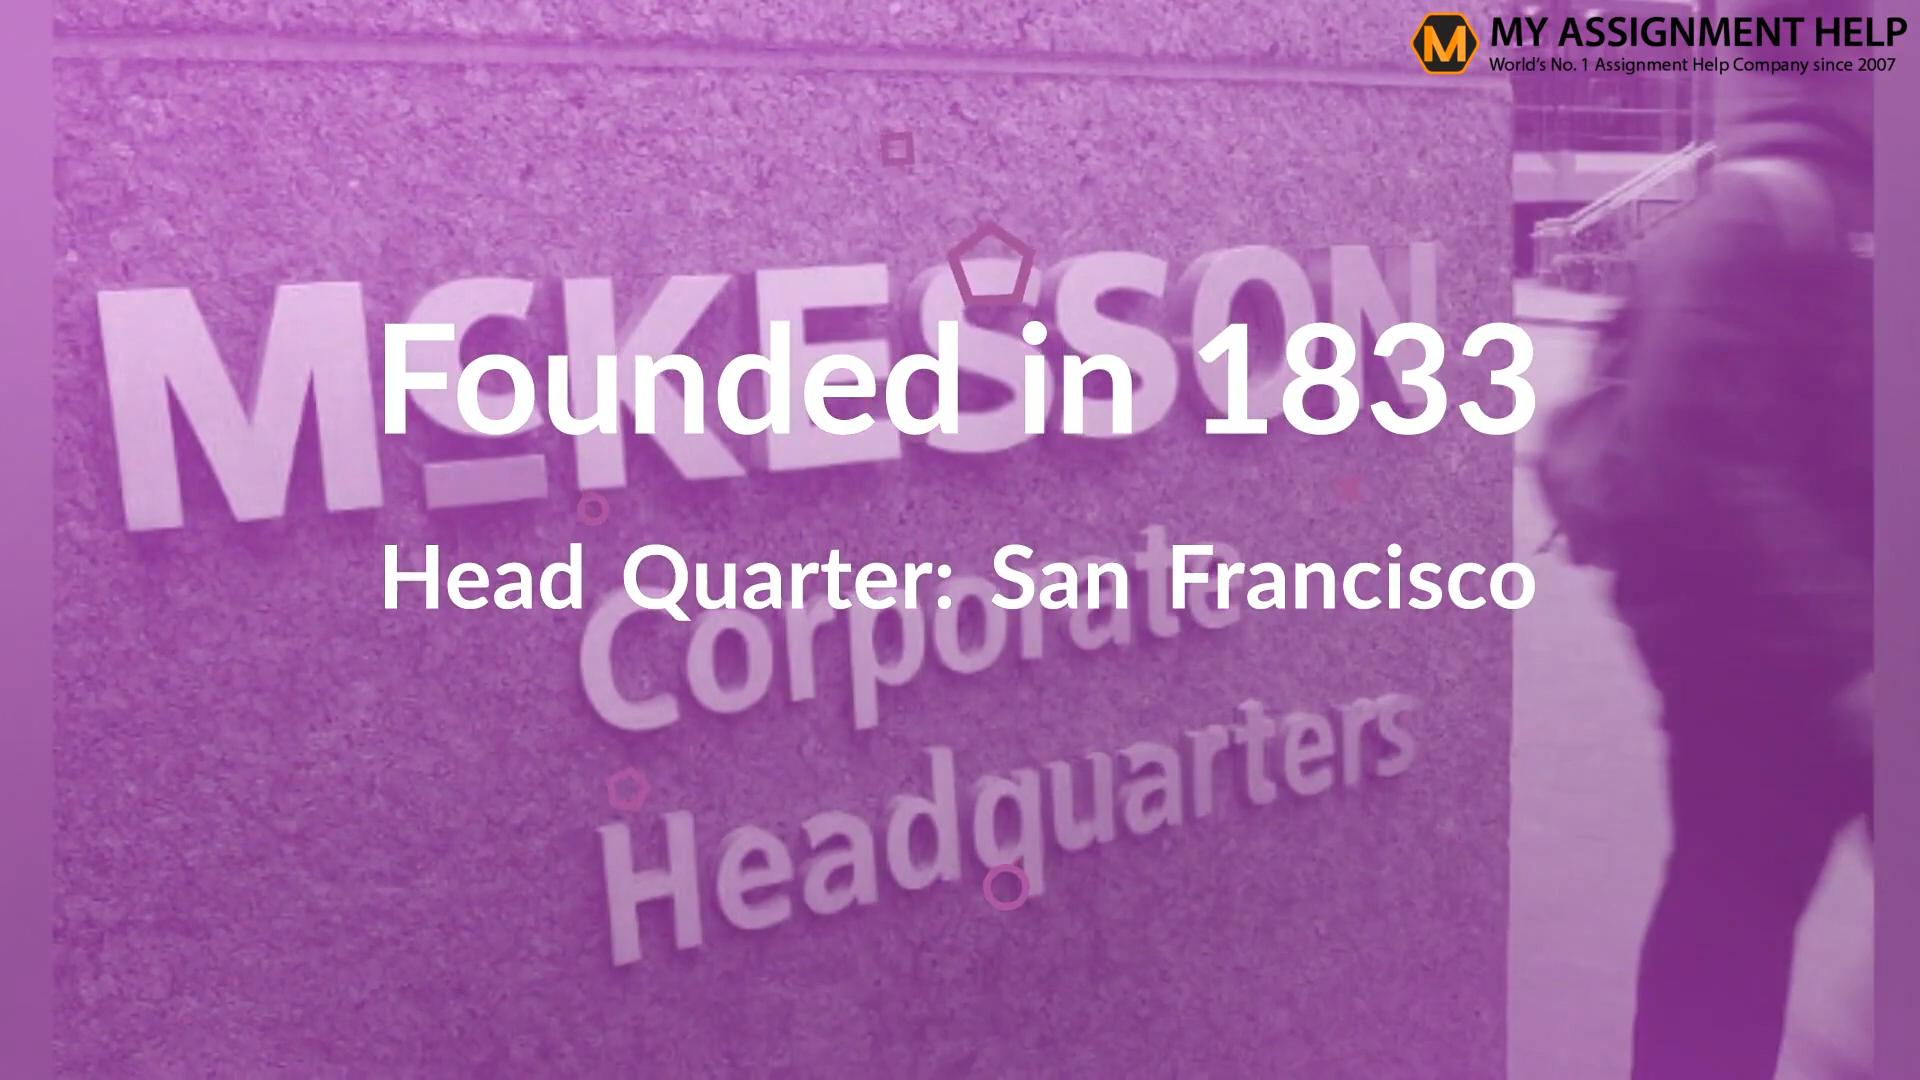 M MY ASSIGNMENT HELP
World's No. 1 Assignment Help Company since 2007
McKESSON
Founded in 1833
Head Quarter: San Francisco
Corporate
Headquarters